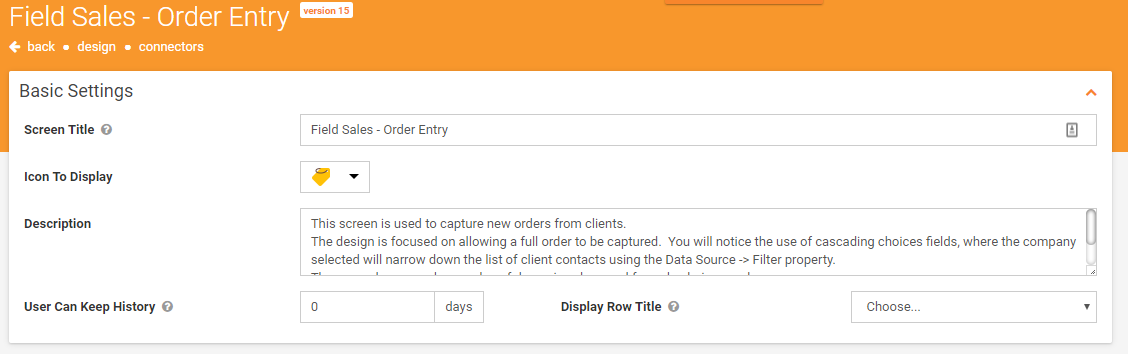 Field Sales - Order Entry version 15
back • design • connectors
Basic Settings
Screen Title ? Field Sales - Order Entry
Icon To Display
Description This screen is used to capture new orders from clients.
The design is focused on allowing a full order to be captured. You will notice the use of cascading choices fields, where the company
selected will narrow down the list of client contacts using the Data Source -> Filter property.
User Can Keep History ? 0 days Display Row Title ? Choose...